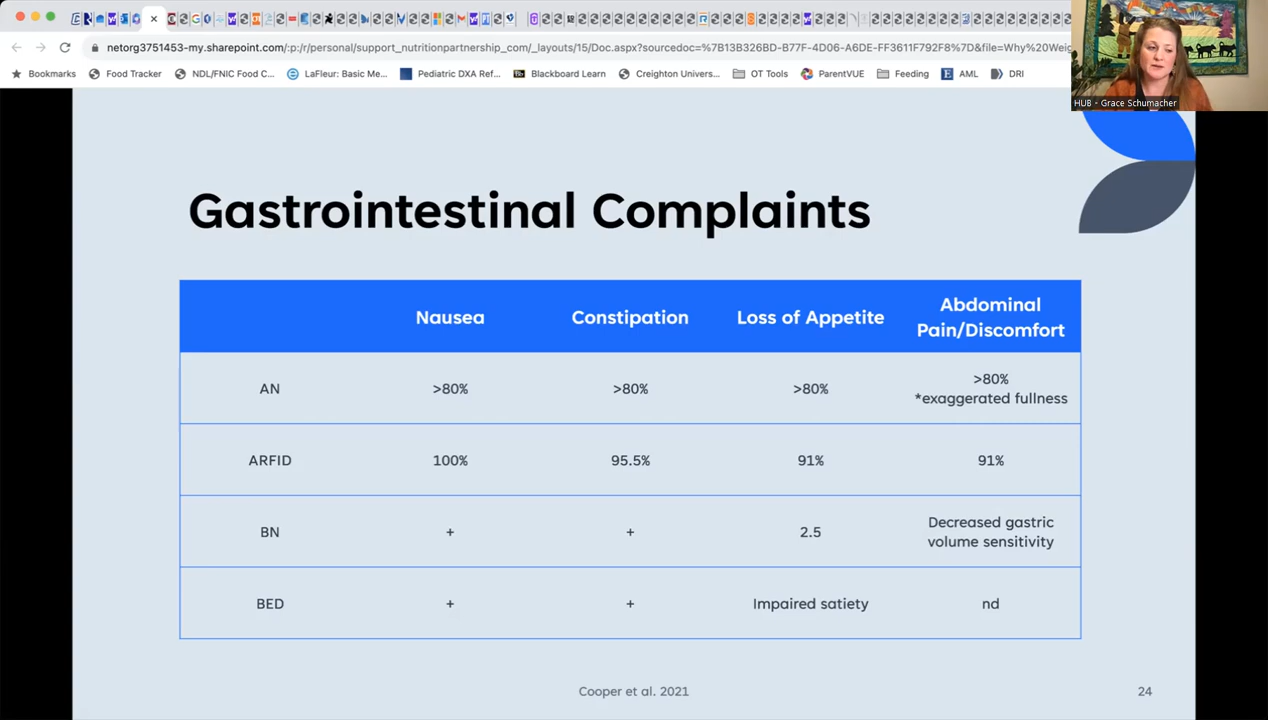 netorg3751453-my.sharepoint.com/:p:/r/personal/support_nutritionpartnership_com/_layouts/15/Doc.aspx?sourcedoc=%7B13B326BD-B77F-4D06-A6DE-FF3611F792F8%7D&file=Why%20Weig
Bookmarks Food Tracker NDL/FNIC Food C... LaFleur: Basic Me... Pediatric DXA Ref... Blackboard Learn Creighton Univers... OT Tools ParentVUE Feeding AML DRI
HUB - Grace Schumacher
Gastrointestinal Complaints
Nausea Constipation Loss of Appetite Abdominal
Pain/Discomfort
AN >80% >80% >80% >80%
*exaggerated fullness
ARFID 100% 95.5% 91% 91%
BN + + 2.5 Decreased gastric
volume sensitivity
BED + + Impaired satiety nd
Cooper et al. 2021
24